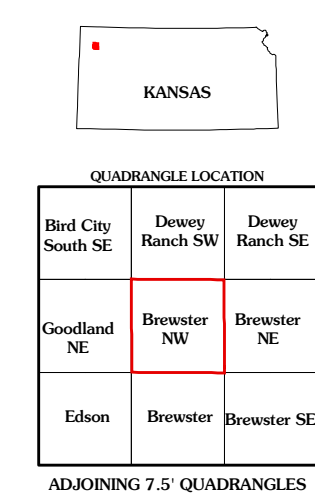 KANSAS
QUADRANGLE LOCATION
Bird City
South SE
Dewey
Ranch SW
Dewey
Ranch SE
Goodland
NE
Brewster
NW
Brewster
NE
Edson
Brewster
Brewster SE
ADJOINING 7.5' QUADRANGLES